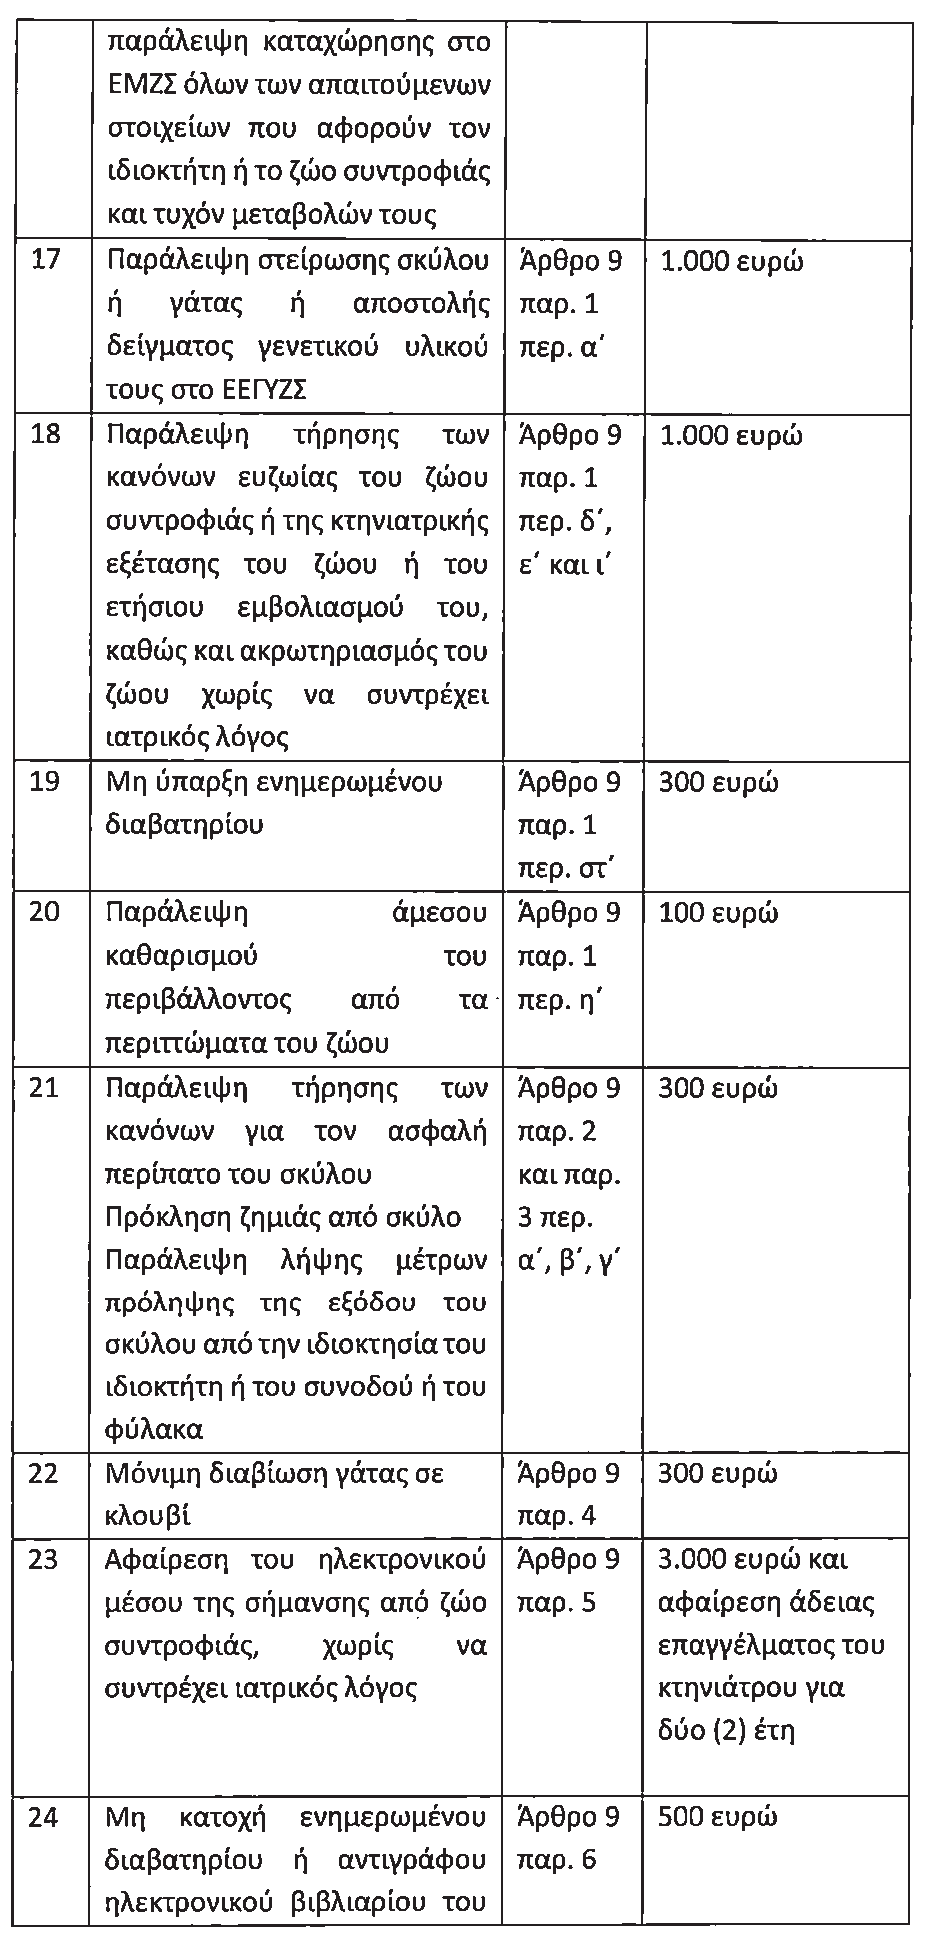 παράλειψη καταχώρησης στο
ΕΜΖΣ όλων των απαιτούμενων
στοιχείων που αφορούν τον
ιδιοκτήτη ή το ζώο συντροφιάς
και τυχόν μεταβολών τους
17 Παράλειψη στείρωσης σκύλου Άρθρο 9 1.000 ευρώ
ή γάτας ή αποστολής παρ. 1
δείγματος γενετικού υλικού περ. α΄
τους στο ΕΕΓΥΖΣ
18 Παράλειψη τήρησης των Άρθρο 9 1.000 ευρώ
κανόνων ευζωίας του ζώου παρ. 1
συντροφιάς ή της κτηνιατρικής περ. δ΄,
εξέτασης του ζώου ή του ε΄ και ι΄
ετήσιου εμβολιασμού του,
καθώς και ακρωτηριασμός του
ζώου χωρίς να συντρέχει
ιατρικός λόγος
19 Μη ύπαρξη ενημερωμένου Άρθρο 9 300 ευρώ
διαβατηρίου παρ. 1
περ. στ΄
20 Παράλειψη άμεσου Άρθρο 9 100 ευρώ
καθαρισμού του παρ. 1
περιβάλλοντος από τα περ. η΄
περιττώματα του ζώου
21 Παράλειψη τήρησης των Άρθρο 9 300 ευρώ
κανόνων για τον ασφαλή παρ. 2
περίπατο του σκύλου και παρ.
Πρόκληση ζημιάς από σκύλο 3 περ.
Παράλειψη λήψης μέτρων α΄, β΄, γ΄
πρόληψης της εξόδου του
σκύλου από την ιδιοκτησία του
ιδιοκτήτη ή του συνοδού ή του
φύλακα
22 Μόνιμη διαβίωση γάτας σε Άρθρο 9 300 ευρώ
κλουβί παρ. 4
23 Αφαίρεση του ηλεκτρονικού Άρθρο 9 3.000 ευρώ και
μέσου της σήμανσης από ζώο παρ. 5 αφαίρεση άδειας
συντροφιάς, χωρίς να επαγγέλματος του
συντρέχει ιατρικός λόγος κτηνιάτρου για
δύο (2) έτη
24 Μη κατοχή ενημερωμένου Άρθρο 9 500 ευρώ
διαβατηρίου ή αντιγράφου παρ. 6
ηλεκτρονικού βιβλιαρίου του